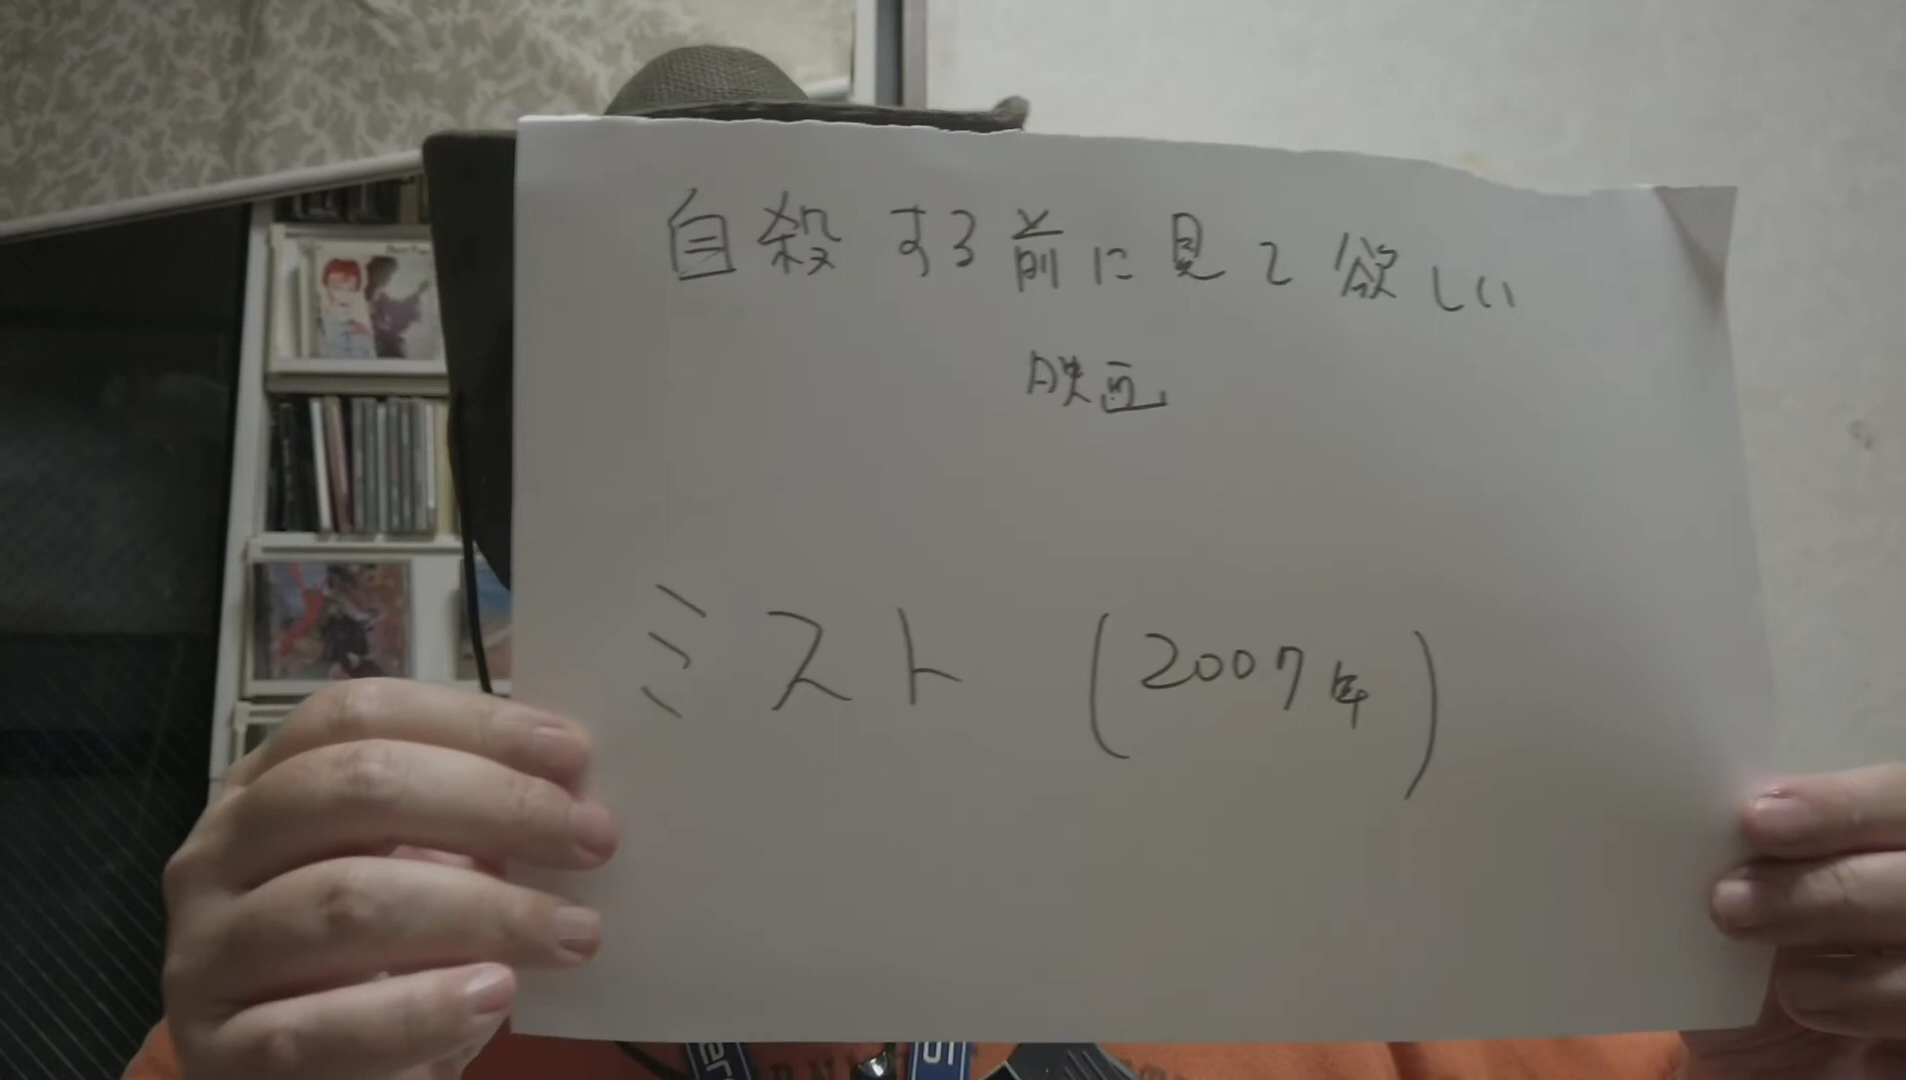 自殺する前に見て欲しい
映画
ミスト (2007年)